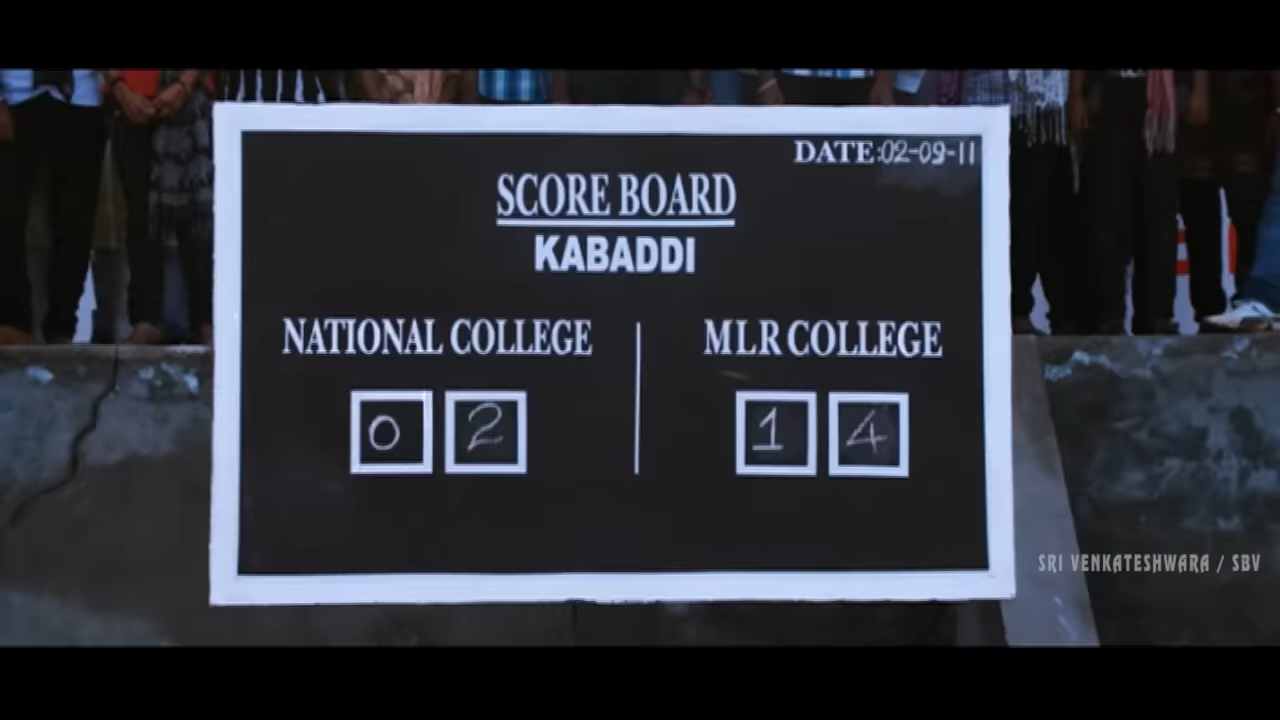 DATE:02-09-11
SCORE BOARD
KABADDI
NATIONAL COLLEGE
MLR COLLEGE
0 2
1 4
SRI VENKATESHWARA / SBV